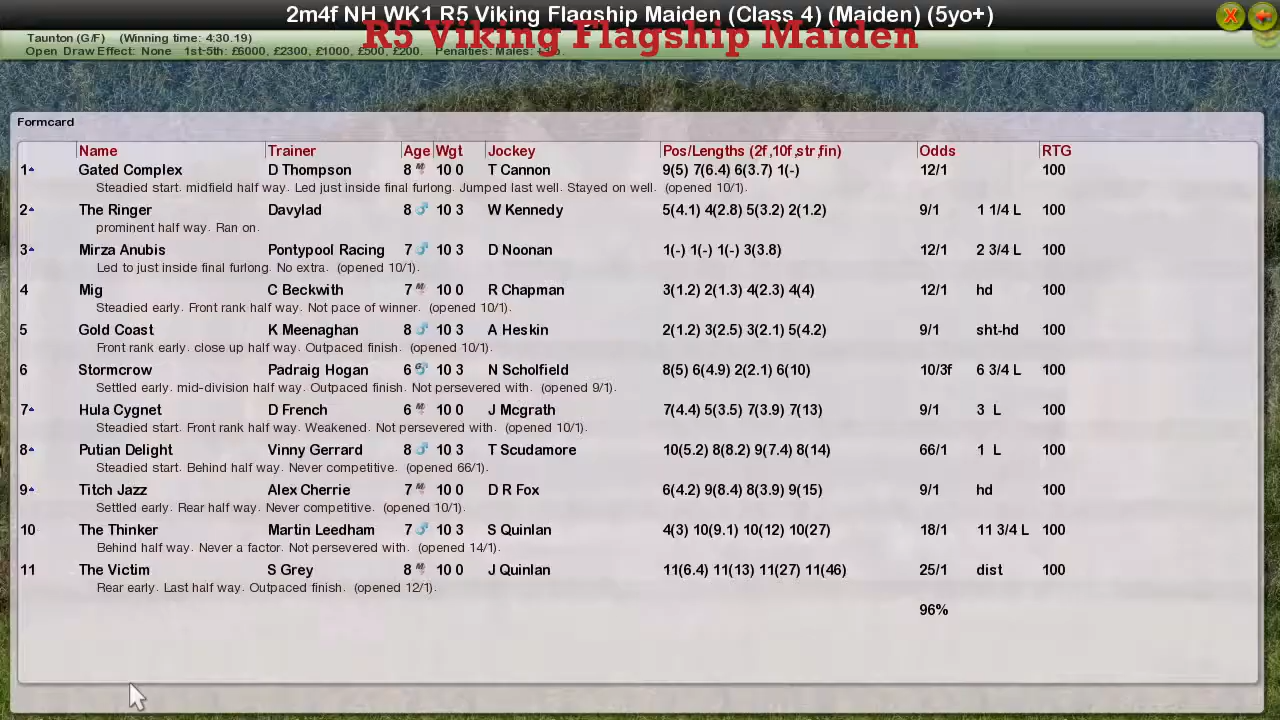 2m4f NH WK1 R5 Viking Flagship Maiden (Class 4) (Maiden) (5yo+)
R5 Viking Flagship Maiden
Taunton (G/F) (Winning time: 4:30.19)
Open Draw Effect: None 1st-5th: £6000, £2300, £1000, £500, £200. Penalties: Males:
Formcard
Name Trainer Age Wgt Jockey Pos/Lengths (2f,10f,str,fin) Odds RTG
1 Gated Complex D Thompson 8 10 0 T Cannon 9(5) 7(6.4) 6(3.7) 1(-) 12/1 100
Steadied start. midfield half way. Led just inside final furlong. Jumped last well. Stayed on well. (opened 10/1).
2 The Ringer Davylad 8 10 3 W Kennedy 5(4.1) 4(2.8) 5(3.2) 2(1.2) 9/1 1 1/4 L 100
prominent half way. Ran on.
3 Mirza Anubis Pontypool Racing 7 10 3 D Noonan 1(-) 1(-) 1(-) 3(3.8) 12/1 2 3/4 L 100
Led to just inside final furlong. No extra. (opened 10/1).
4 Mig C Beckwith 7 10 0 R Chapman 3(1.2) 2(1.3) 4(2.3) 4(4) 12/1 hd 100
Steadied early. Front rank half way. Not pace of winner. (opened 10/1).
5 Gold Coast K Meenaghan 8 10 3 A Heskin 2(1.2) 3(2.5) 3(2.1) 5(4.2) 9/1 sht-hd 100
Front rank early. close up half way. Outpaced finish. (opened 10/1).
6 Stormcrow Padraig Hogan 6 10 3 N Scholfield 8(5) 6(4.9) 2(2.1) 6(10) 10/3f 6 3/4 L 100
Settled early. mid-division half way. Outpaced finish. Not persevered with. (opened 9/1).
7 Hula Cygnet D French 6 10 0 J Mcgrath 7(4.4) 5(3.5) 7(3.9) 7(13) 9/1 3 L 100
Steadied start. Front rank half way. Weakened. Not persevered with. (opened 10/1).
8 Putian Delight Vinny Gerrard 8 10 3 T Scudamore 10(5.2) 8(8.2) 9(7.4) 8(14) 66/1 1 L 100
Steadied start. Behind half way. Never competitive. (opened 66/1).
9 Titch Jazz Alex Cherrie 7 10 0 D R Fox 6(4.2) 9(8.4) 8(3.9) 9(15) 9/1 hd 100
Settled early. Rear half way. Never competitive. (opened 10/1).
10 The Thinker Martin Leedham 7 10 3 S Quinlan 4(3) 10(9.1) 10(12) 10(27) 18/1 11 3/4 L 100
Behind half way. Never a factor. Not persevered with. (opened 14/1).
11 The Victim S Grey 8 10 0 J Quinlan 11(6.4) 11(13) 11(27) 11(46) 25/1 dist 100
Rear early. Last half way. Outpaced finish. (opened 12/1).
96%